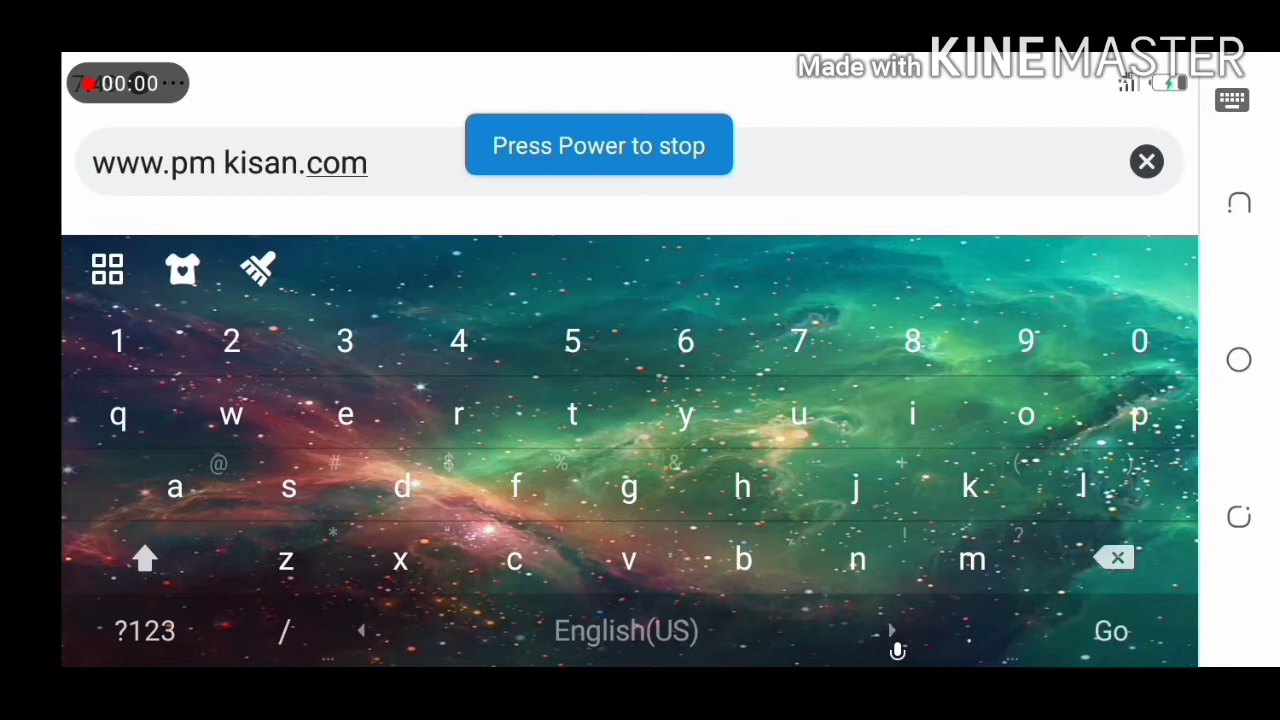 Made with KINEMASTER
00:00
Press Power to stop
www.pm kisan.com
1 2 3 4 5 6 7 8 9 0
q w e r t y u i o p
@ # $ % & - + ( )
a s d f g h j k l
* " ' : ; ! ?
z x c v b n m
?123 / English(US) . Go